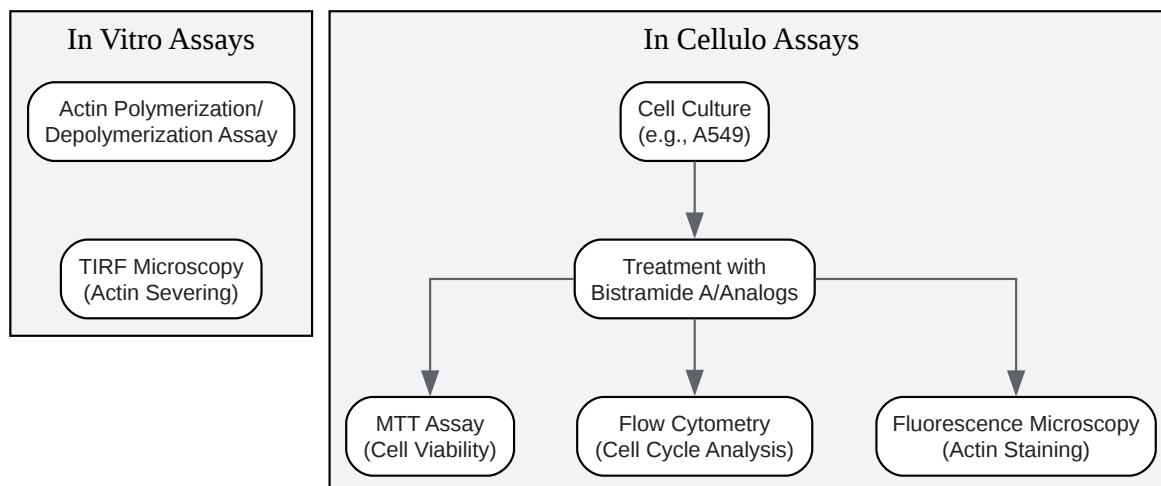 In Vitro Assays
Actin Polymerization/
Depolymerization Assay
TIRF Microscopy
(Actin Severing)
In Cellulo Assays
Cell Culture
(e.g., A549)
Treatment with
Bistramide A/Analogs
MTT Assay
(Cell Viability)
Flow Cytometry
(Cell Cycle Analysis)
Fluorescence Microscopy
(Actin Staining)